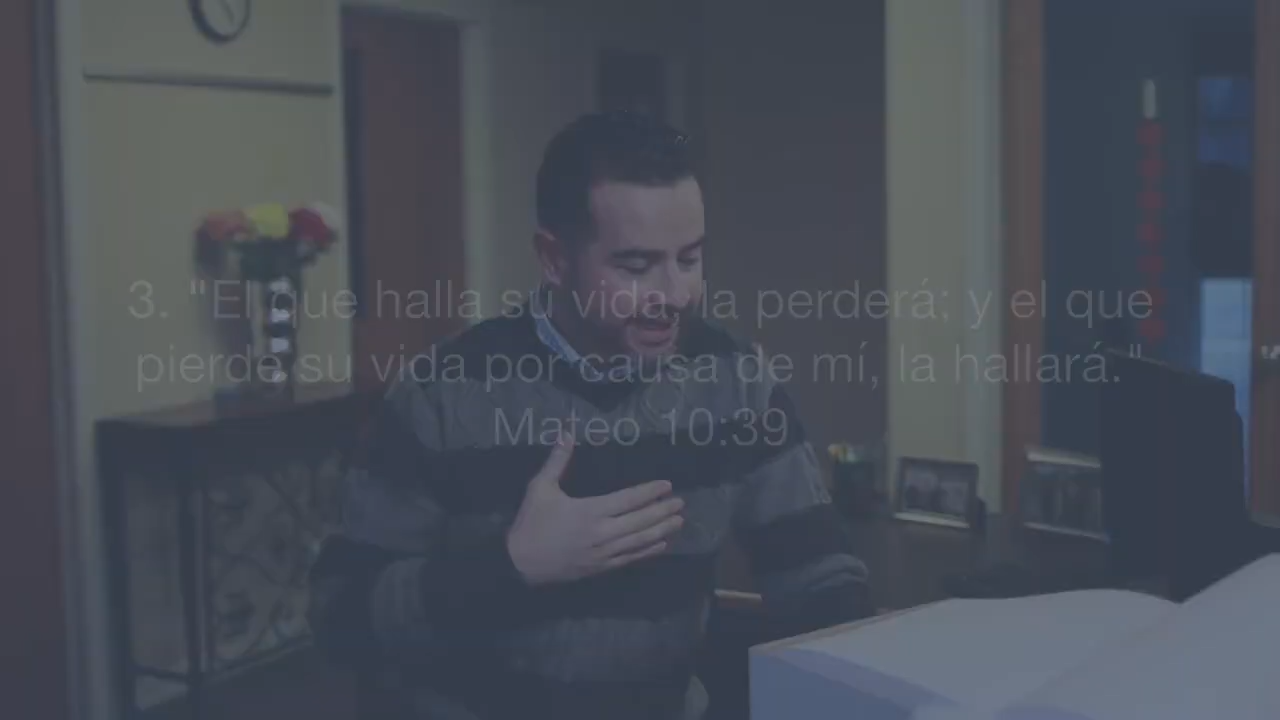 3. "El que halla su vida la perderá; y el que
pierde su vida por causa de mí, la hallará."
Mateo 10:39